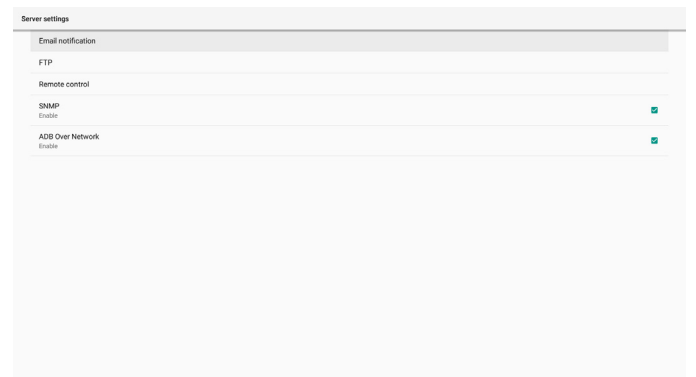 Server settings
Email notification
FTP
Remote control
SNMP
Enable
ADB Over Network
Enable